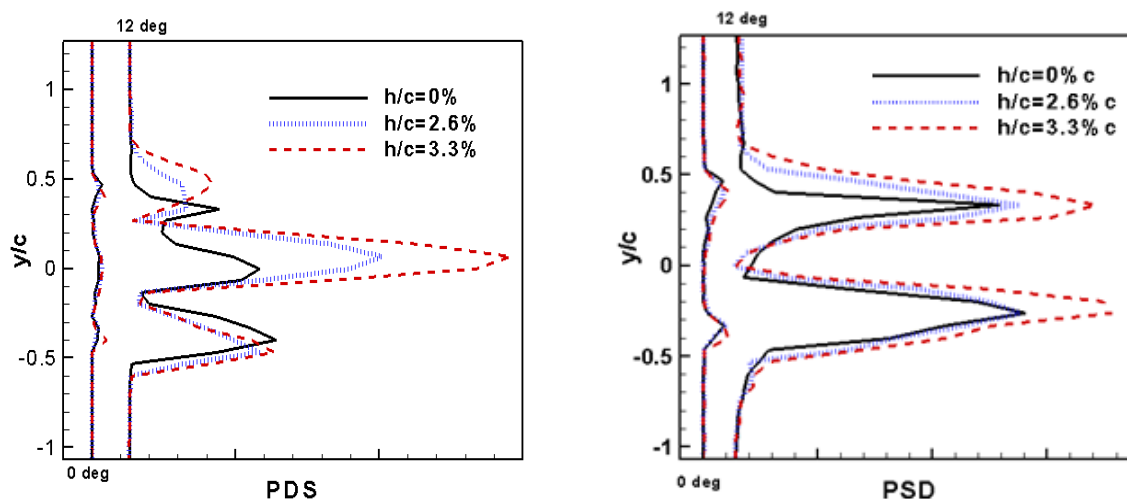 12 deg
h/c=0%
h/c=2.6%
h/c=3.3%
1
0.5
0
-0.5
-1
y/c
0 deg
PDS
12 deg
h/c=0% c
h/c=2.6% c
h/c=3.3% c
1
0.5
0
-0.5
-1
y/c
0 deg
PSD